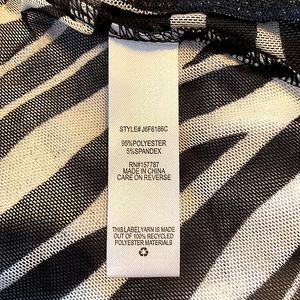 STYLE# J6F6166C
95%POLYESTER
5%SPANDEX
RN#157787
MADE IN CHINA
CARE ON REVERSE
THIS LABEL YARN IS MADE
OUT OF 100% RECYCLED
POLYESTER MATERIALS